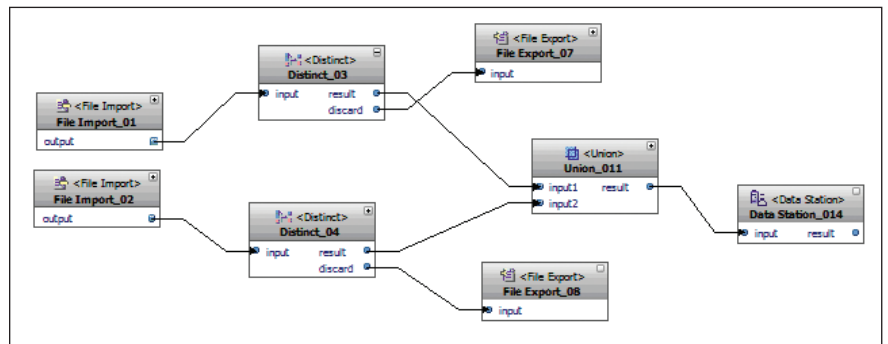 <File Import>
File Import_01
output
<File Import>
File Import_02
output
<Distinct>
Distinct_03
input result
discard
<Distinct>
Distinct_04
input result
discard
<File Export>
File Export_07
input
<Union>
Union_011
input1 result
input2
<File Export>
File Export_08
input
<Data Station>
Data Station_014
input result